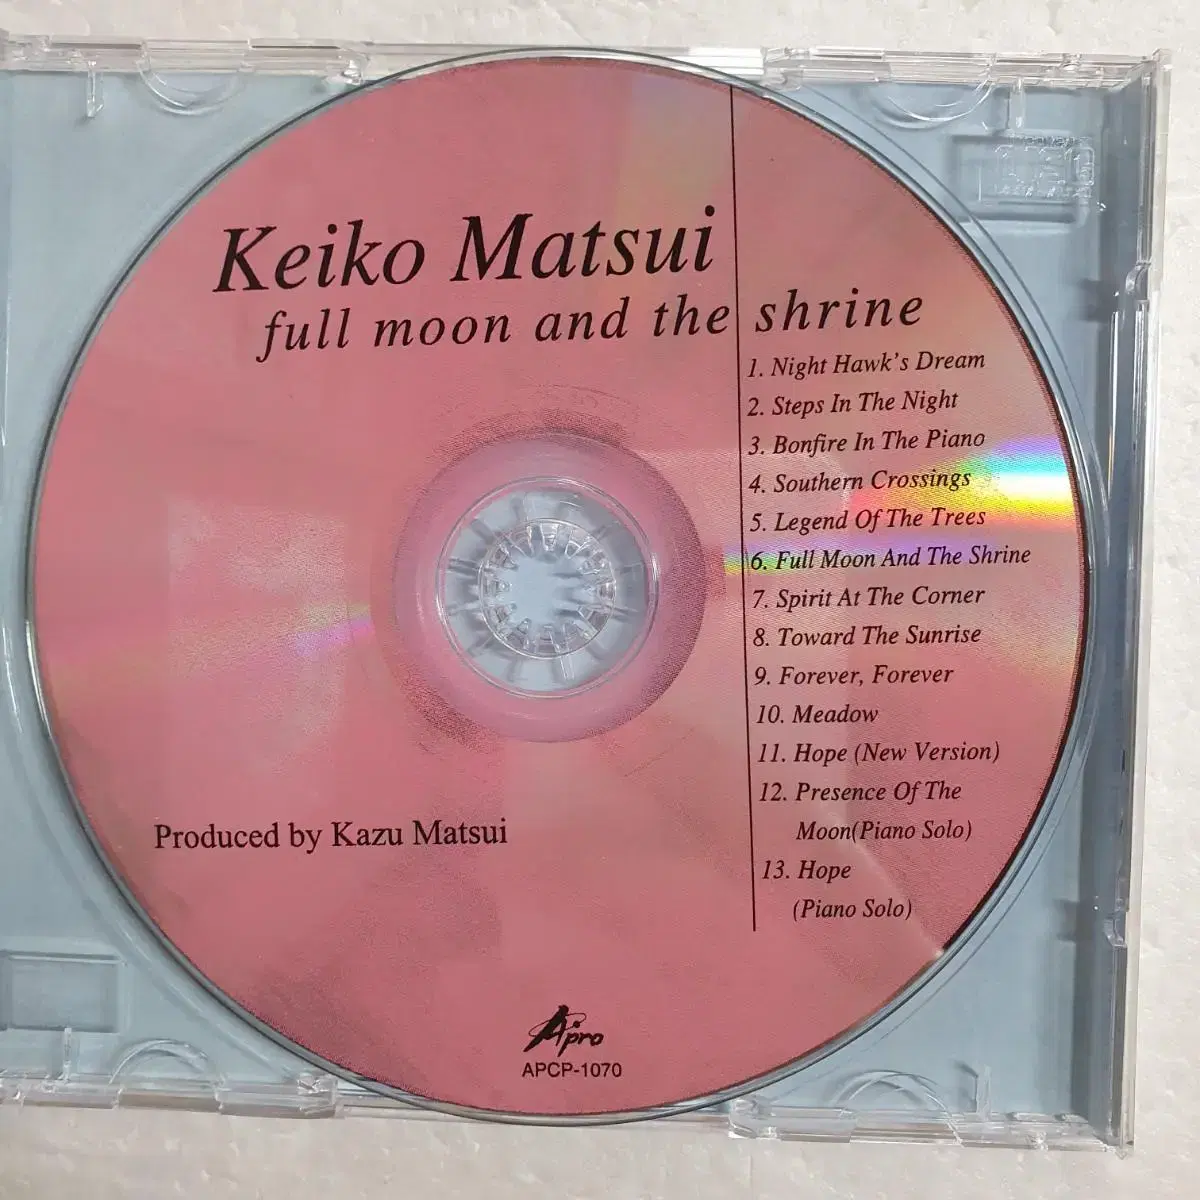 Keiko Matsui
full moon and the shrine
1. Night Hawk's Dream
2. Steps In The Night
3. Bonfire In The Piano
4. Southern Crossings
5. Legend Of The Trees
6. Full Moon And The Shrine
7. Spirit At The Corner
8. Toward The Sunrise
9. Forever, Forever
10. Meadow
11. Hope (New Version)
12. Presence Of The
Moon(Piano Solo)
13. Hope
(Piano Solo)
Produced by Kazu Matsui
Apro
APCP-1070